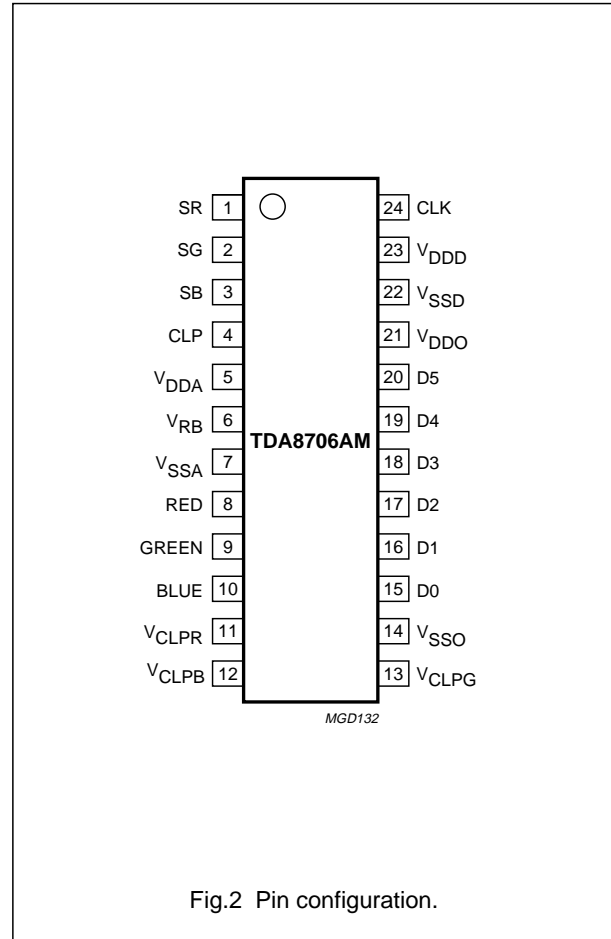 SR 1 24 CLK
SG 2 23 VDDD
SB 3 22 VSSD
CLP 4 21 VDDO
VDDA 5 20 D5
VRB 6 19 D4
TDA8706AM
VSSA 7 18 D3
RED 8 17 D2
GREEN 9 16 D1
BLUE 10 15 D0
VCLPR 11 14 VSSO
VCLPB 12 13 VCLPG
MGD132
Fig.2 Pin configuration.